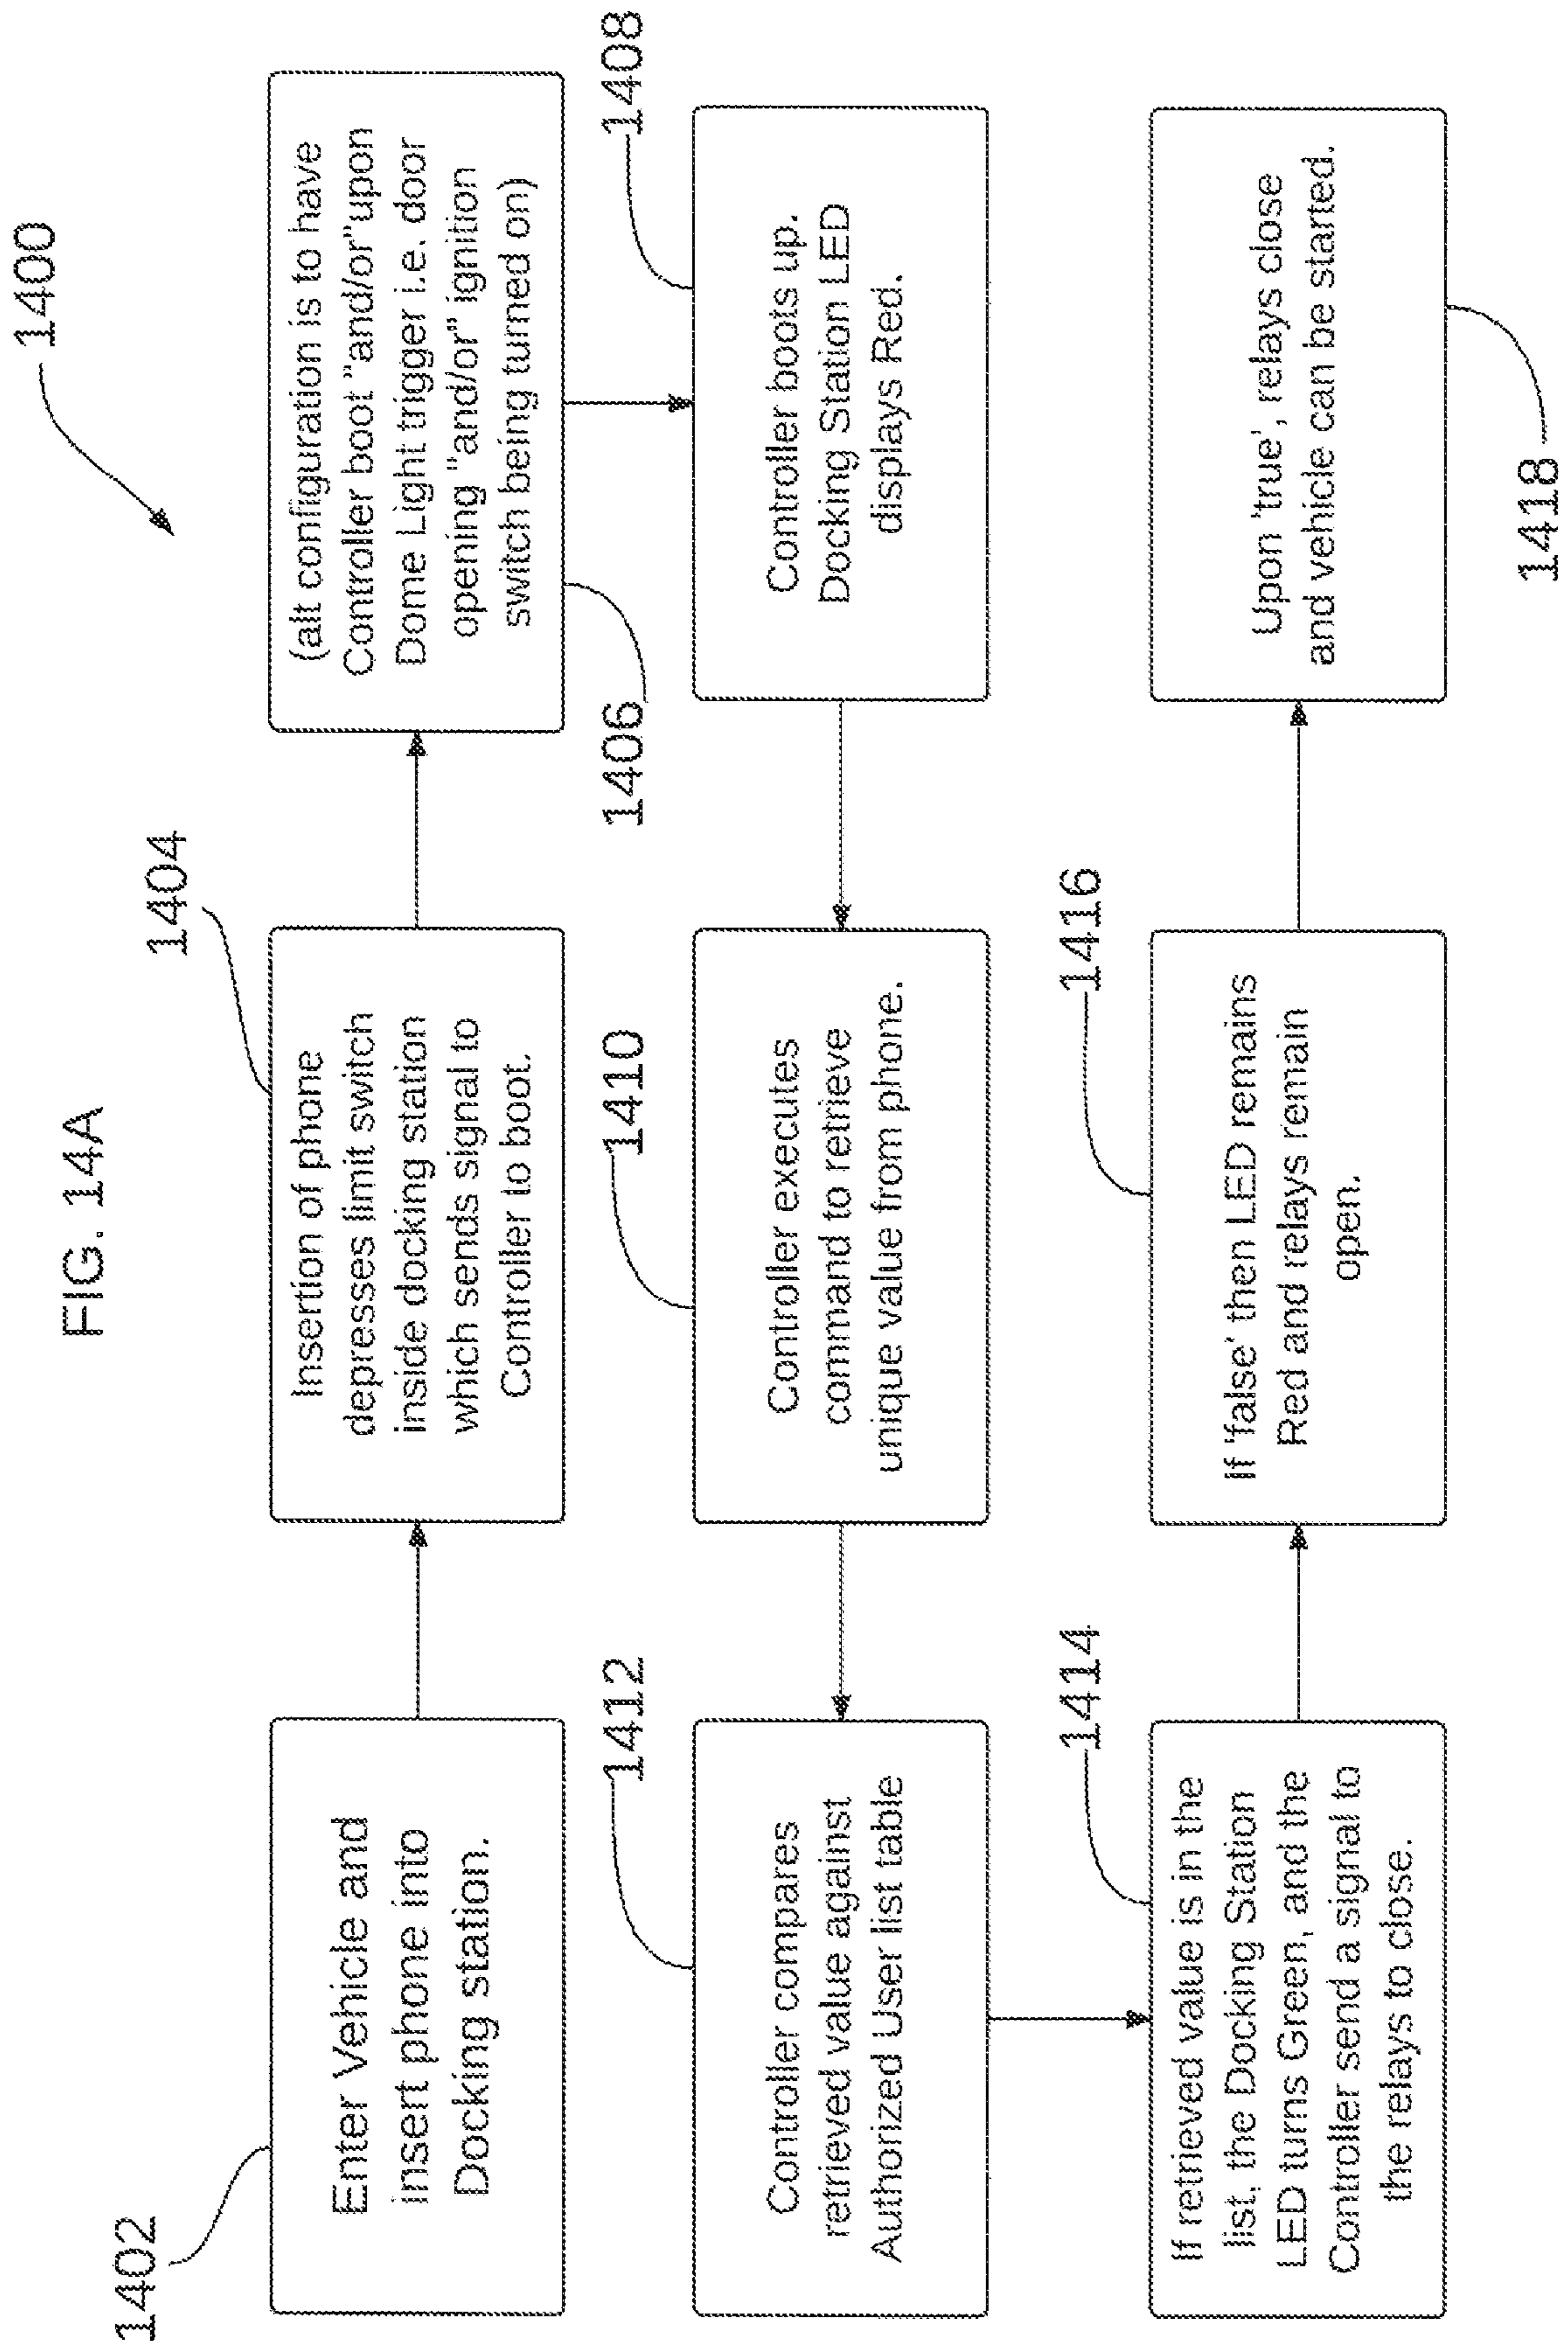 FIG. 14A
1400
1402
Enter Vehicle and
insert phone into
Docking station.
1404
Insertion of phone
depresses limit switch
inside docking station
which sends signal to
Controller to boot.
1406
(alt configuration is to have
Controller boot "and/or"upon
Dome Light trigger i.e. door
opening "and/or" ignition
switch being turned on)
1408
Controller boots up.
Docking Station LED
displays Red.
1410
Controller executes
command to retrieve
unique value from phone.
1412
Controller compares
retrieved value against
Authorized User list table
1414
If retrieved value is in the
list, the Docking Station
LED turns Green, and the
Controller send a signal to
the relays to close.
1416
If 'false' then LED remains
Red and relays remain
open.
1418
Upon 'true', relays close
and vehicle can be started.